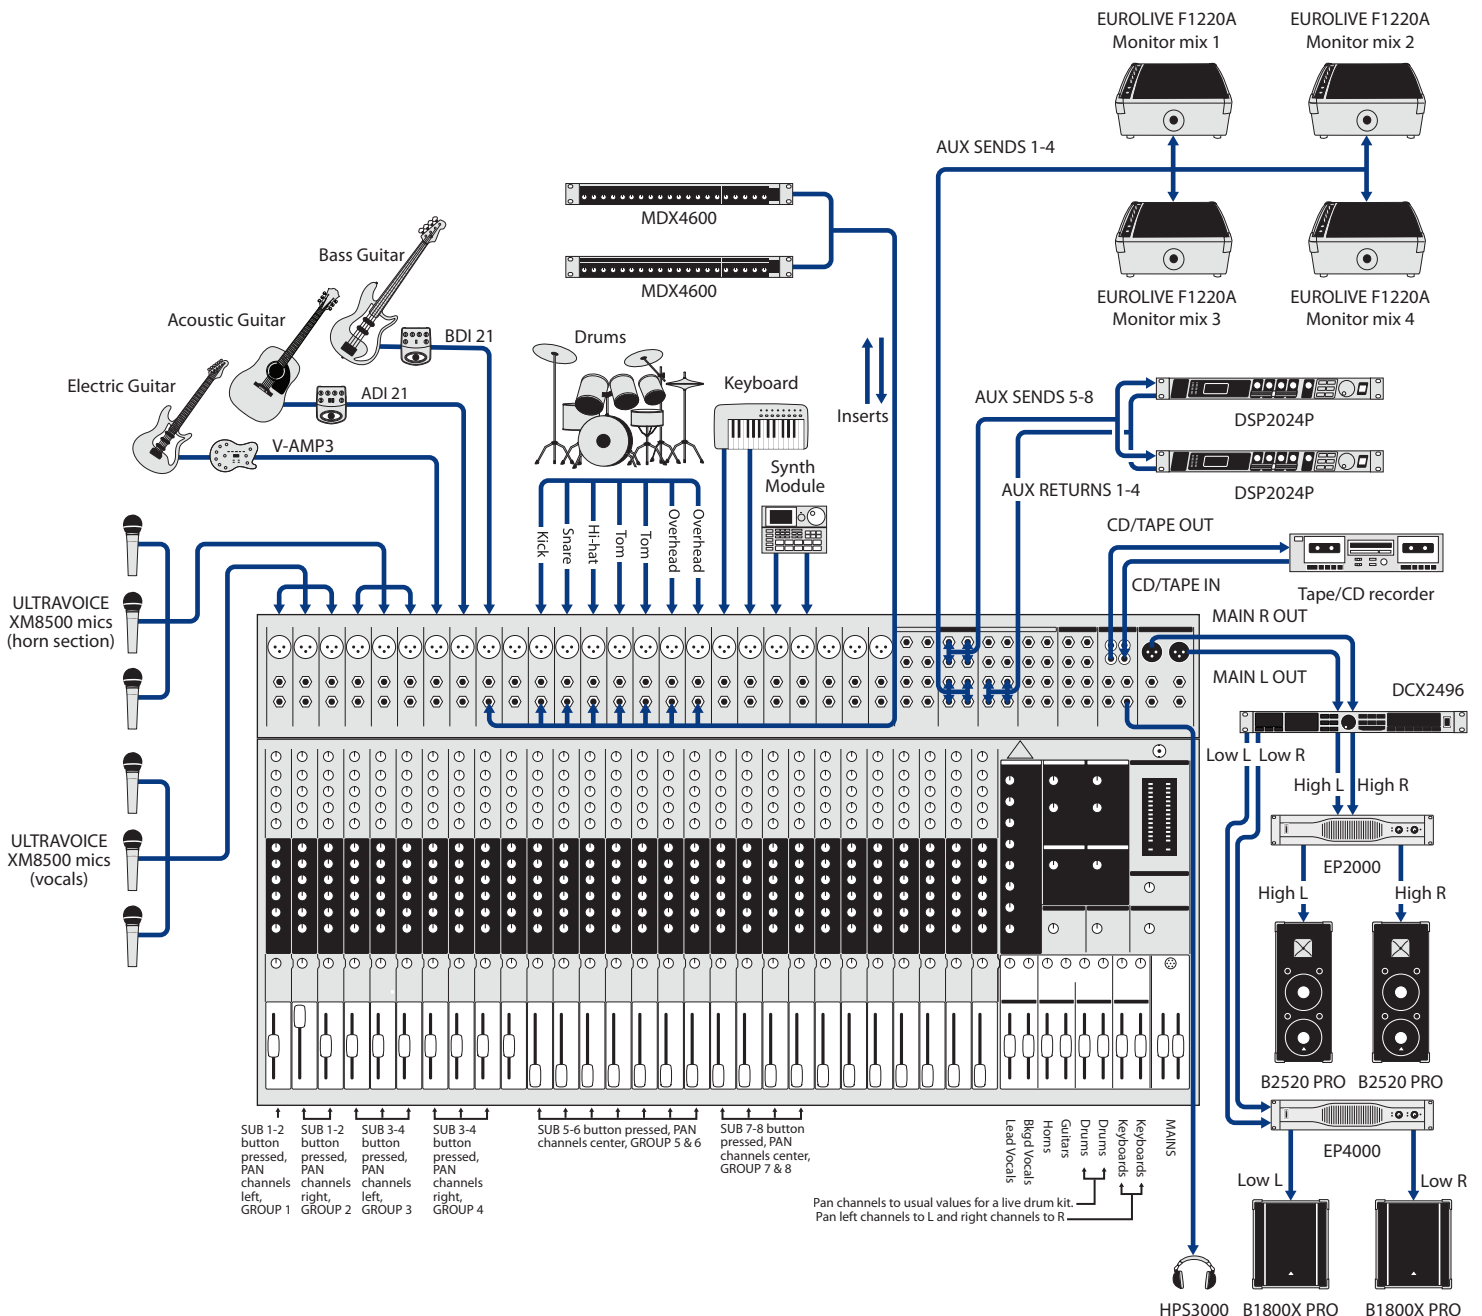 EUROLIVE F1220A
Monitor mix 1
EUROLIVE F1220A
Monitor mix 2
AUX SENDS 1-4
EUROLIVE F1220A
Monitor mix 3
EUROLIVE F1220A
Monitor mix 4
MDX4600
MDX4600
Bass Guitar
BDI 21
Acoustic Guitar
ADI 21
Electric Guitar
V-AMP3
Drums
Keyboard
Synth
Module
Inserts
AUX SENDS 5-8
DSP2024P
DSP2024P
AUX RETURNS 1-4
CD/TAPE OUT
CD/TAPE IN
Tape/CD recorder
Kick
Snare
Hi-hat
Tom
Tom
Overhead
Overhead
ULTRAVOICE
XM8500 mics
(horn section)
ULTRAVOICE
XM8500 mics
(vocals)
MAIN R OUT
MAIN L OUT
DCX2496
Low L
Low R
High L
High R
EP2000
High L
High R
B2520 PRO
B2520 PRO
EP4000
Low L
Low R
SUB 1-2
button
pressed,
PAN
channels
left,
GROUP 1
SUB 1-2
button
pressed,
PAN
channels
right,
GROUP 2
SUB 3-4
button
pressed,
PAN
channels
left,
GROUP 3
SUB 3-4
button
pressed,
PAN
channels
right,
GROUP 4
SUB 5-6 button pressed, PAN
channels center, GROUP 5 & 6
SUB 7-8 button
pressed, PAN
channels center,
GROUP 7 & 8
Lead Vocals
Bkgd Vocals
Horns
Guitars
Drums
Drums
Keyboards
Keyboards
MAINS
Pan channels to usual values for a live drum kit.
Pan left channels to L and right channels to R
HPS3000
B1800X PRO
B1800X PRO